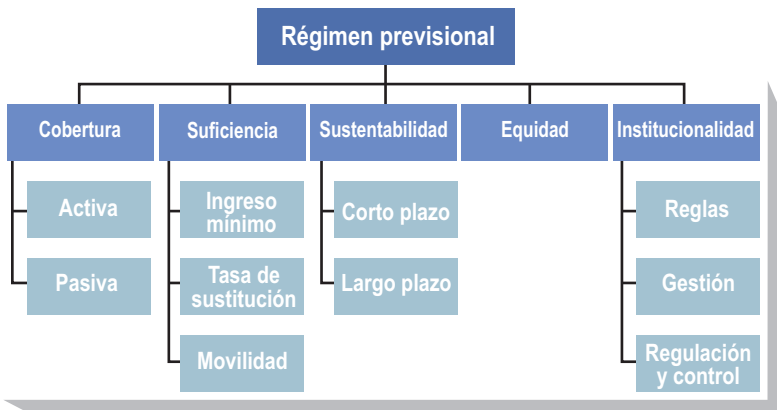 Régimen previsional
Cobertura
Activa
Pasiva
Suficiencia
Ingreso
mínimo
Tasa de
sustitución
Movilidad
Sustentabilidad
Corto plazo
Largo plazo
Equidad
Institucionalidad
Reglas
Gestión
Regulación
y control